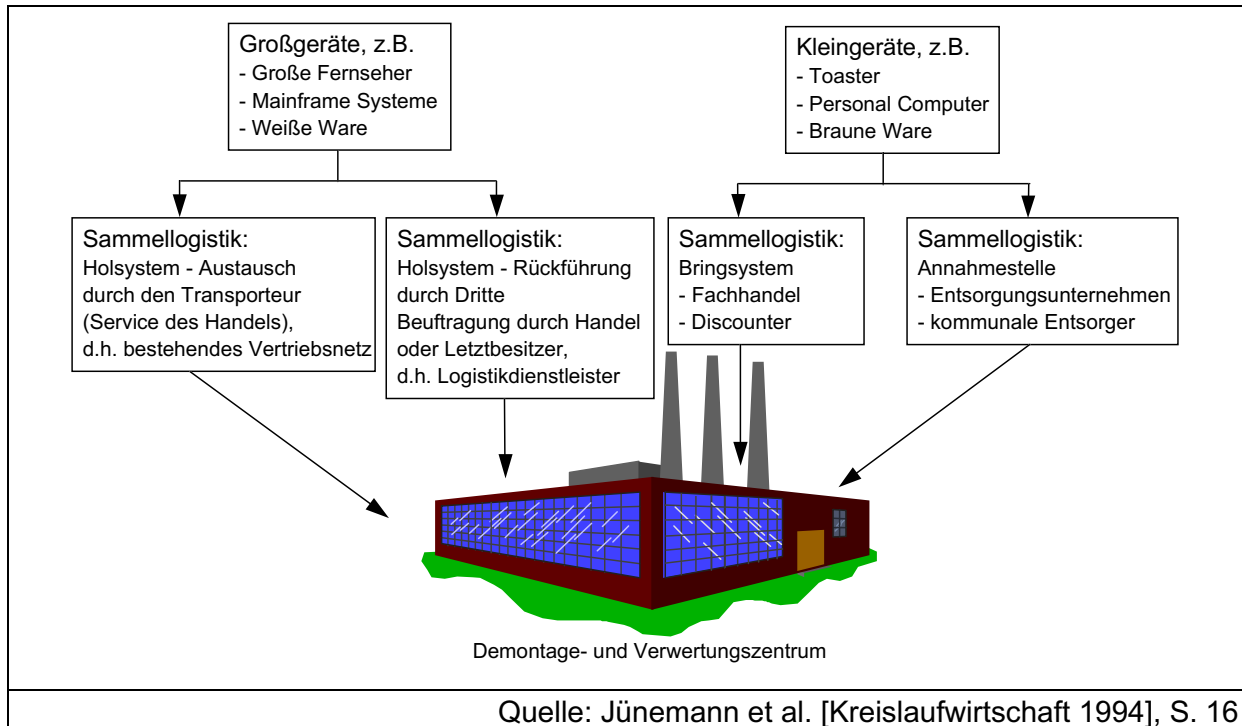 Großgeräte, z.B.
- Große Fernseher
- Mainframe Systeme
- Weiße Ware
Kleingeräte, z.B.
- Toaster
- Personal Computer
- Braune Ware
Sammellogistik:
Holsystem - Austausch
durch den Transporteur
(Service des Handels),
d.h. bestehendes Vertriebsnetz
Sammellogistik:
Holsystem - Rückführung
durch Dritte
Beuftragung durch Handel
oder Letztbesitzer,
d.h. Logistikdienstleister
Sammellogistik:
Bringsystem
- Fachhandel
- Discounter
Sammellogistik:
Annahmestelle
- Entsorgungsunternehmen
- kommunale Entsorger
Demontage- und Verwertungszentrum
Quelle: Jünemann et al. [Kreislaufwirtschaft 1994], S. 16